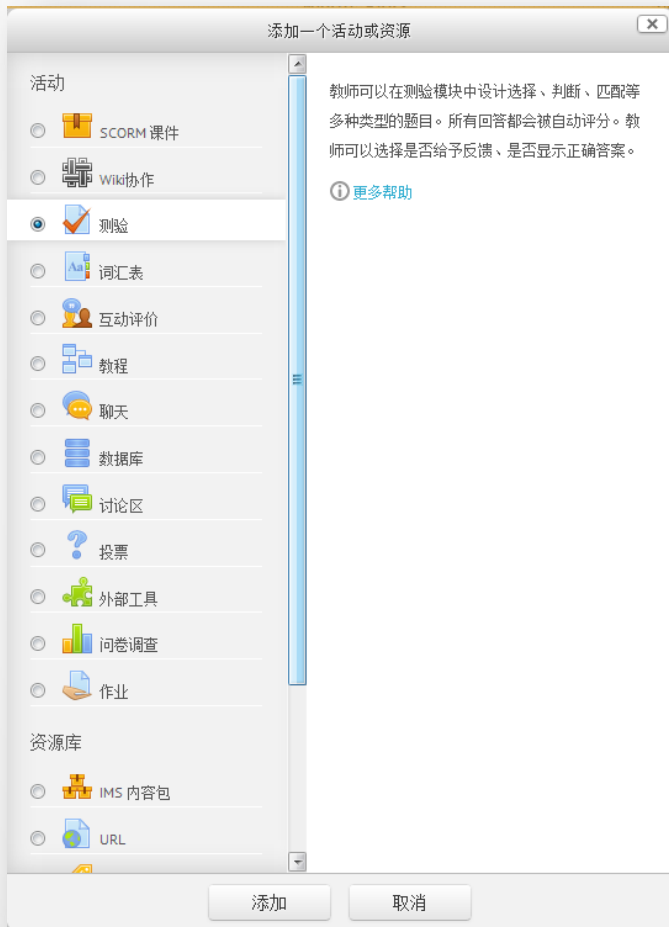 添加一个活动或资源
活动
SCORM 课件
Wiki协作
测验
Aa
词汇表
互动评价
教程
聊天
数据库
讨论区
投票
外部工具
问卷调查
作业
资源库
IMS 内容包
URL
教师可以在测验模块中设计选择、判断、匹配等
多种类型的题目。所有回答都会被自动评分。教
师可以选择是否给予反馈、是否显示正确答案。
更多帮助
添加
取消